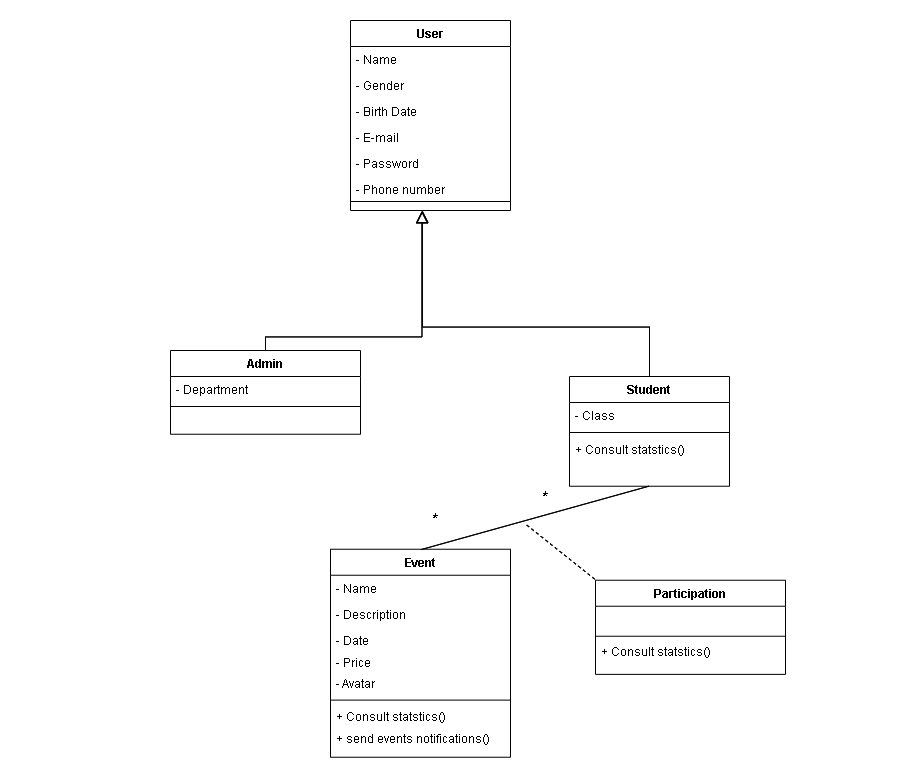 User
- Name
- Gender
- Birth Date
- E-mail
- Password
- Phone number
Admin
- Department
Student
- Class
+ Consult statstics()
*
*
Event
- Name
- Description
- Date
- Price
- Avatar
+ Consult statstics()
+ send events notifications()
Participation
+ Consult statstics()